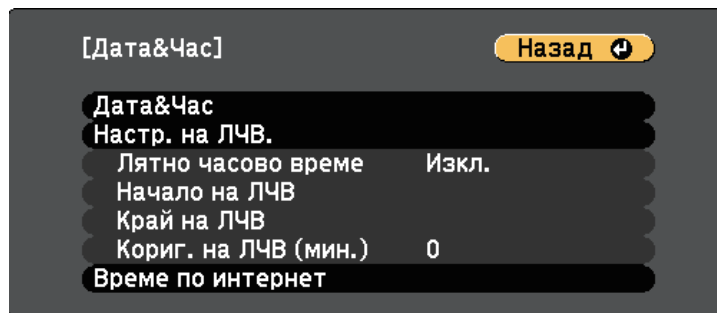 [Дата&Час]
Назад
Дата&Час
Настр. на ЛЧВ.
Лятно часово време Изкл.
Начало на ЛЧВ
Край на ЛЧВ
Кориг. на ЛЧВ (мин.) 0
Време по интернет